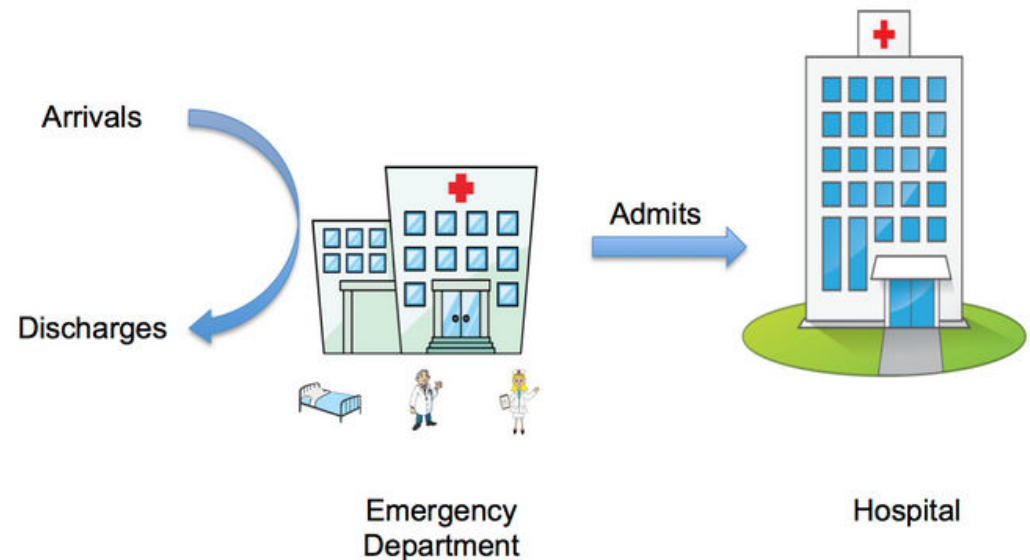 Arrivals
Discharges
Admits
Emergency
Department
Hospital